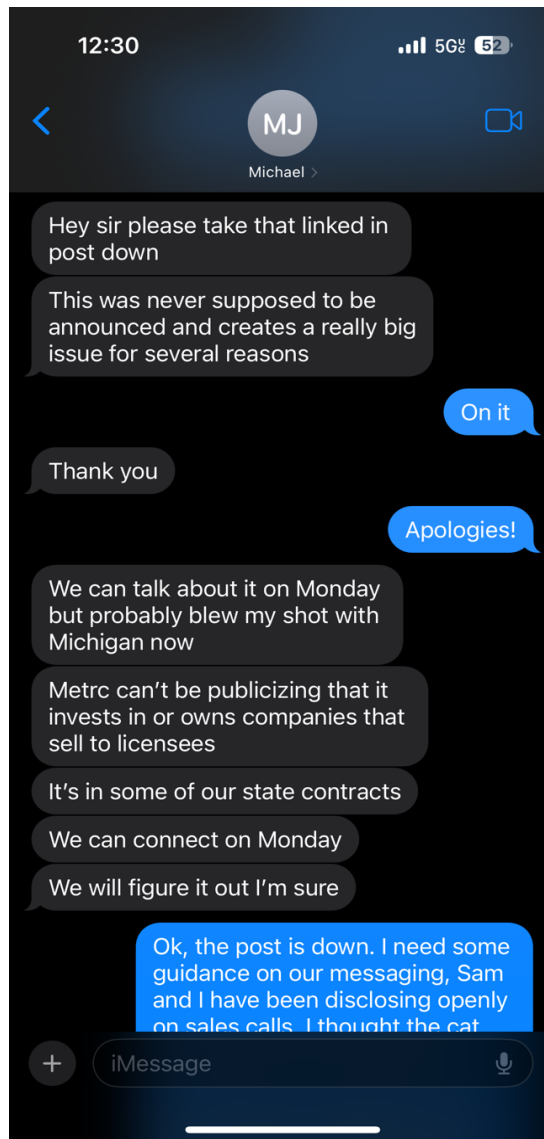 12:30
5G 52
MJ
Michael
Hey sir please take that linked in
post down
This was never supposed to be
announced and creates a really big
issue for several reasons
On it
Thank you
Apologies!
We can talk about it on Monday
but probably blew my shot with
Michigan now
Metrc can’t be publicizing that it
invests in or owns companies that
sell to licensees
It’s in some of our state contracts
We can connect on Monday
We will figure it out I’m sure
Ok, the post is down. I need some
guidance on our messaging, Sam
and I have been disclosing openly
on sales calls. I thought the cat
iMessage